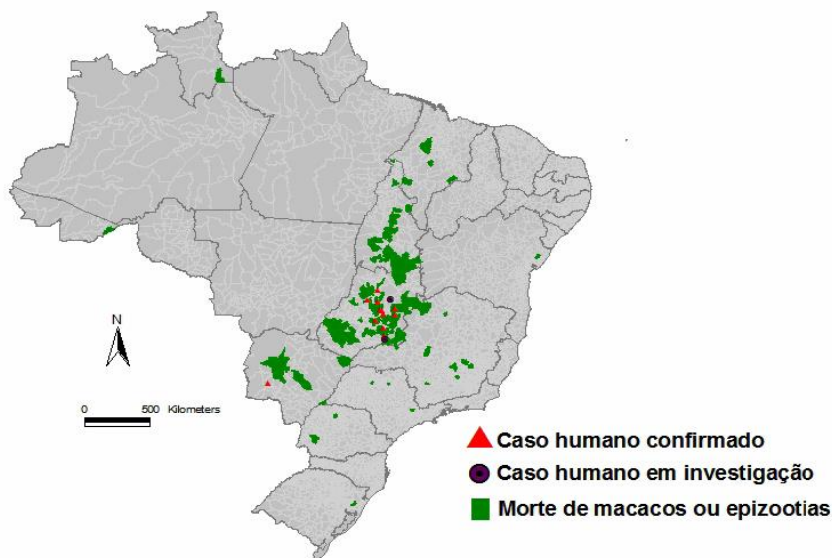 N
0 500 Kilometers
Caso humano confirmado
Caso humano em investigação
Morte de macacos ou epizootias